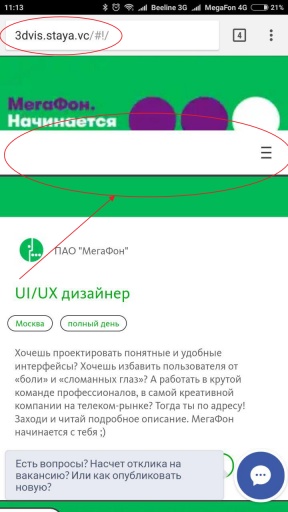 11:13 Beeline 3G MegaFon 4G 21%
3dvis.staya.vc/#!/ 4
МегаФон.
Начинается
ПАО "МегаФон"
UI/UX дизайнер
Москва полный день
Хочешь проектировать понятные и удобные
интерфейсы? Хочешь избавить пользователя от
«боли» и «сломанных глаз»? А работать в крутой
команде профессионалов, в самой креативной
компании на телеком-рынке? Тогда ты по адресу!
Заходи и читай подробное описание. МегаФон
начинается с тебя ;)
Есть вопросы? Насчет отклика на
вакансию? Или как опубликовать
новую?